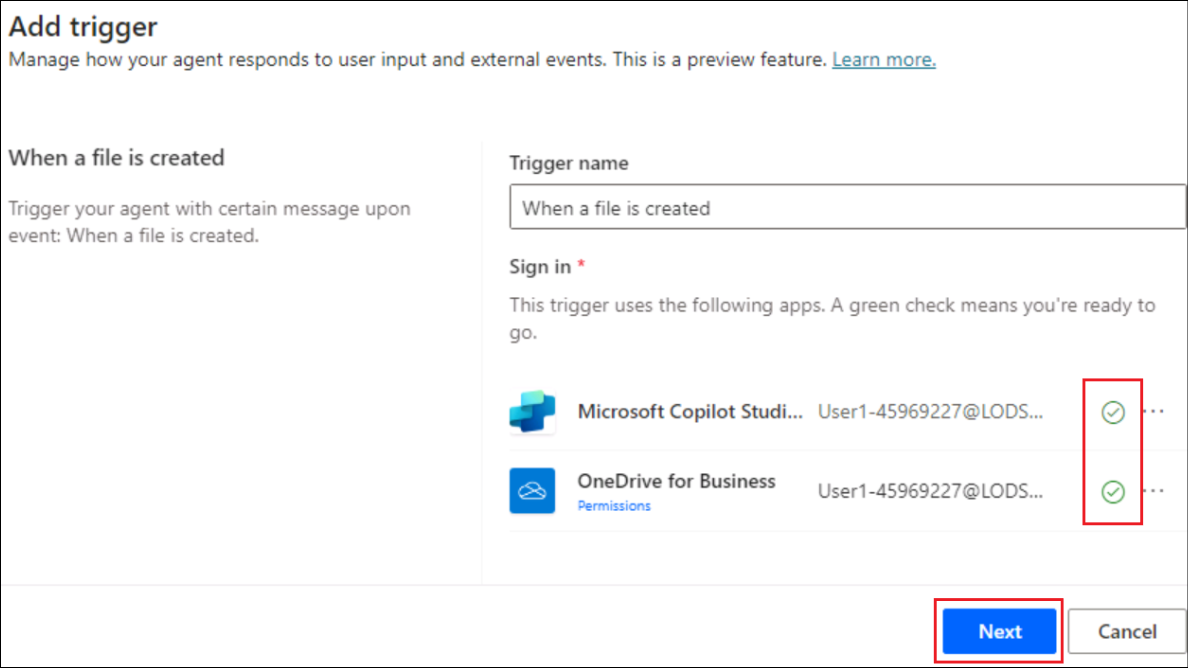 Add trigger
Manage how your agent responds to user input and external events. This is a preview feature. Learn more.
When a file is created
Trigger your agent with certain message upon
event: When a file is created.
Trigger name
When a file is created
Sign in *
This trigger uses the following apps. A green check means you're ready to
go.
Microsoft Copilot Studi... User1-45969227@LODS... ...
OneDrive for Business User1-45969227@LODS... ...
Permissions
Next Cancel